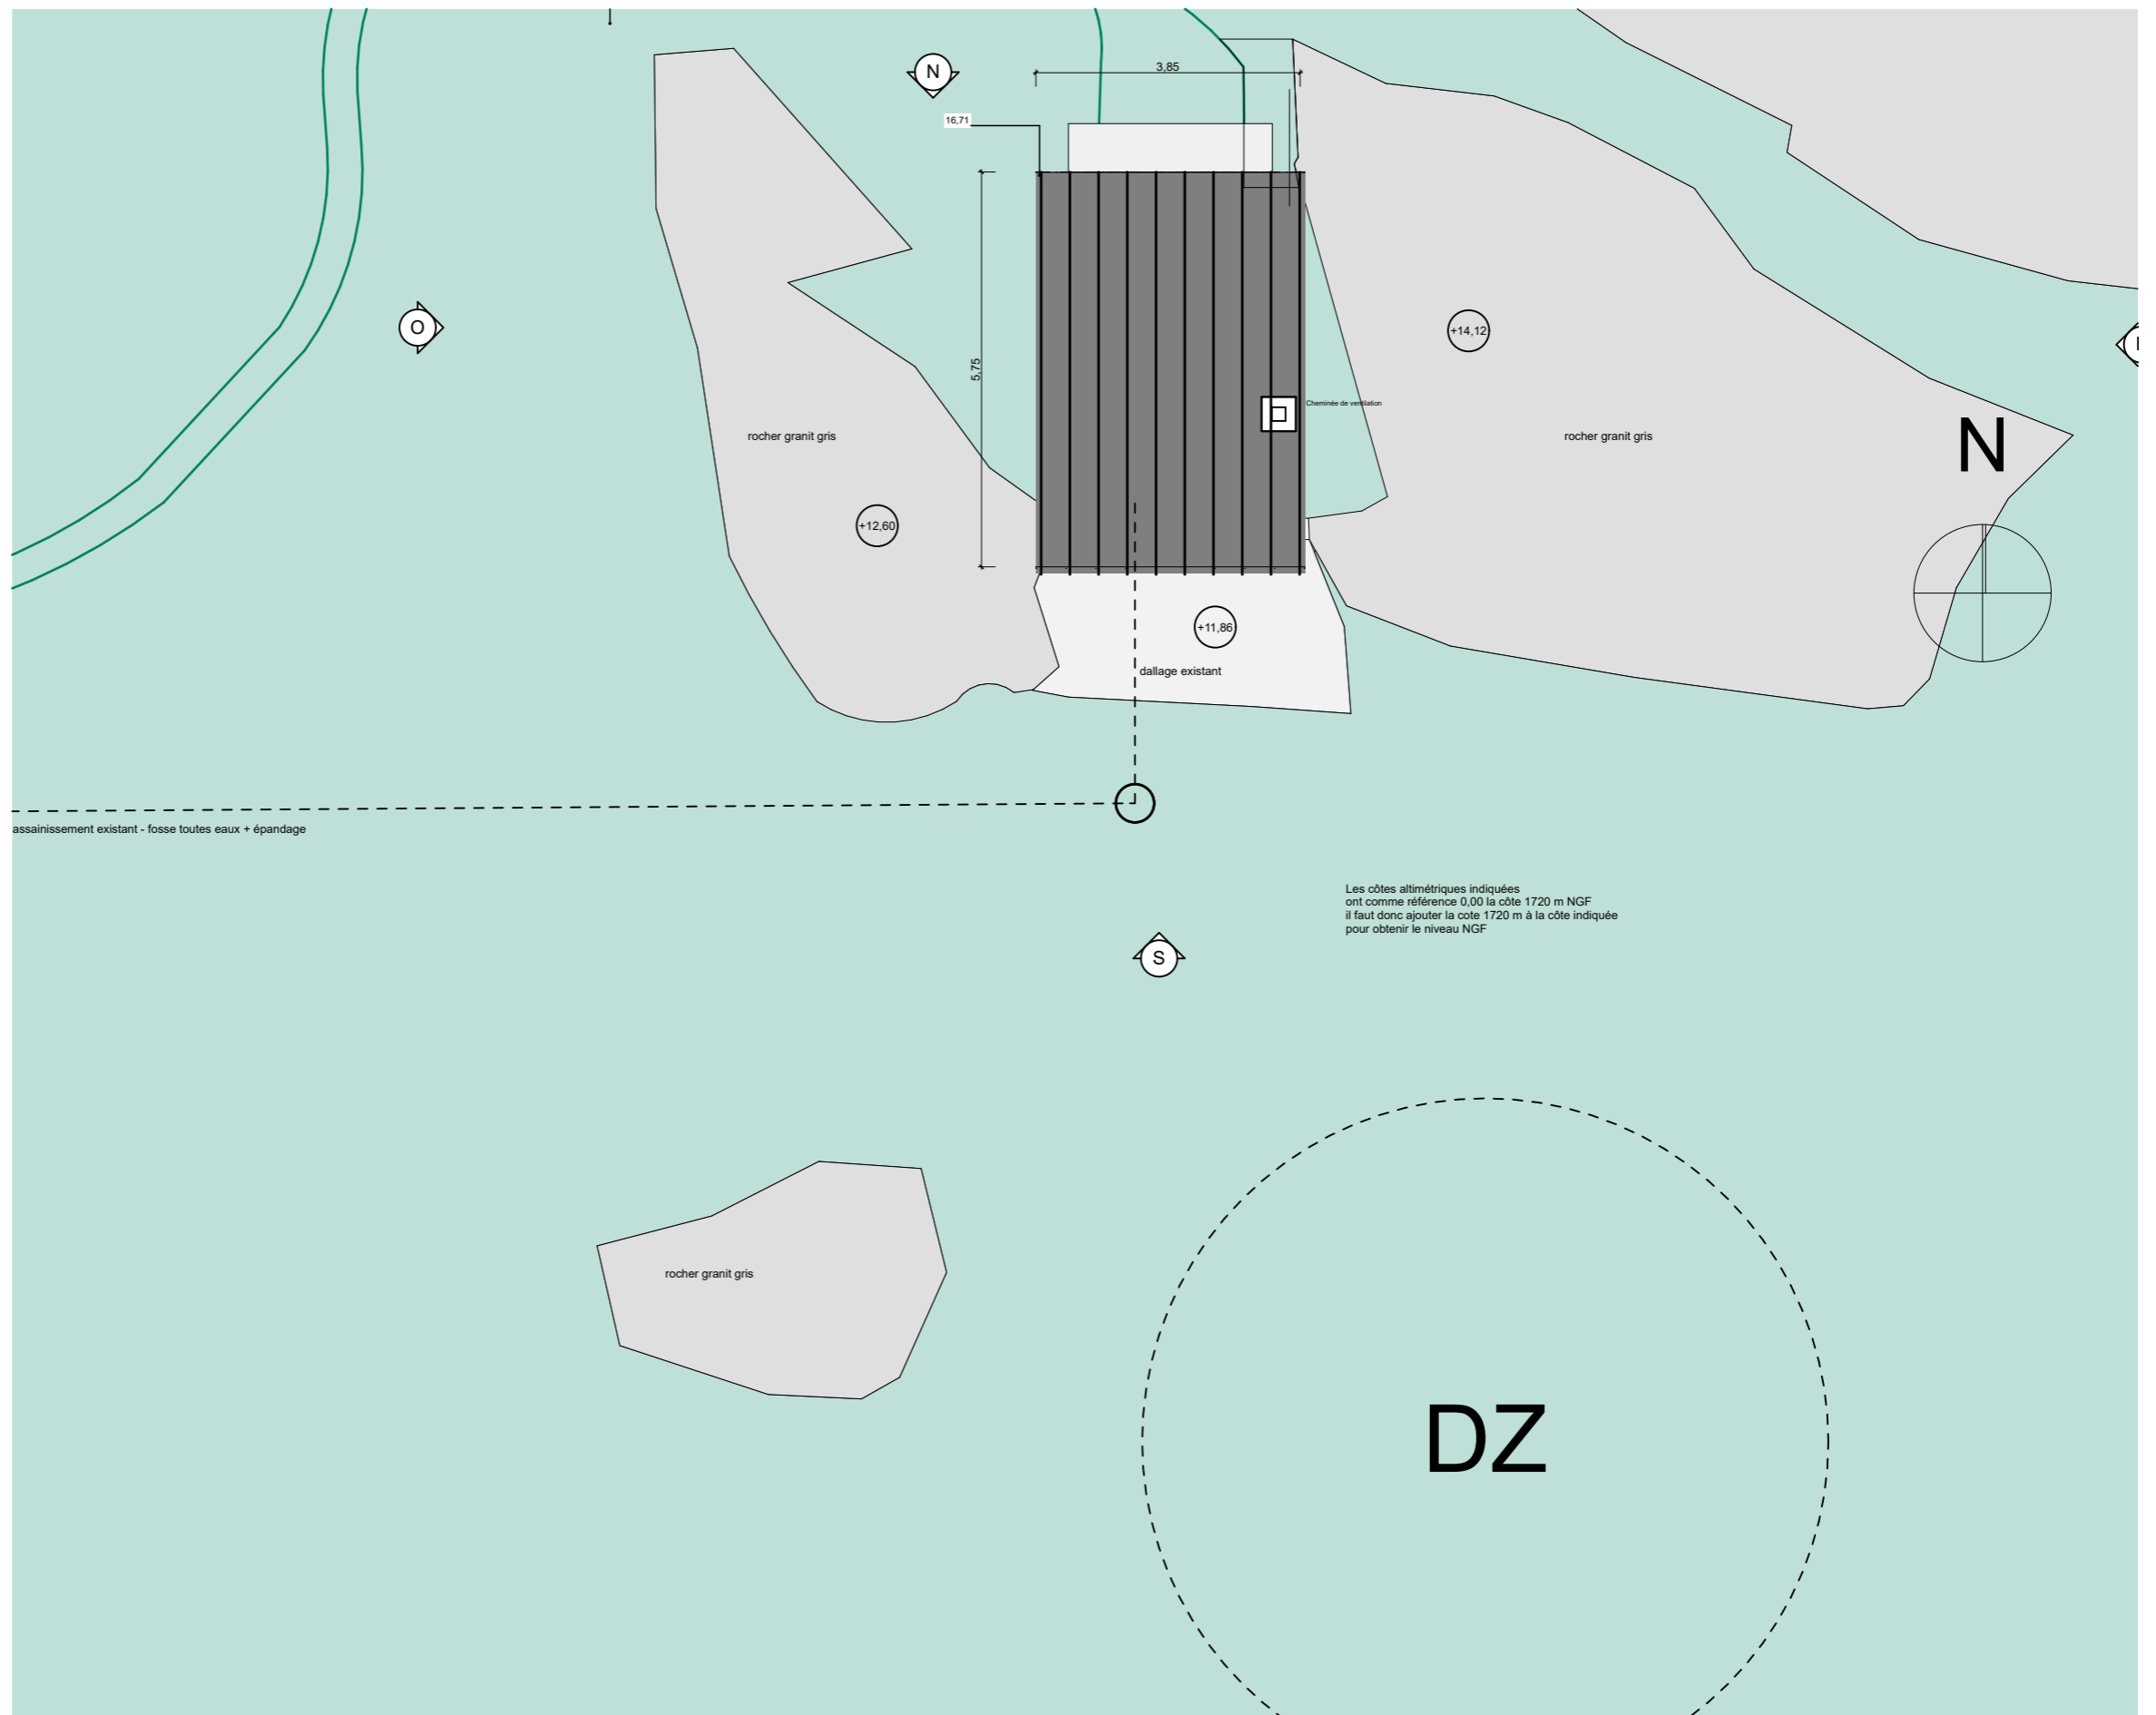 N
3,85
16,71
O
+14,12
5,75
Cheminée de ventilation
rocher granit gris
rocher granit gris
N
+12,60
+11,86
dallage existant
assainissement existant - fosse toutes eaux + épandage
Les côtes altimétriques indiquées
ont comme référence 0,00 la côte 1720 m NGF
il faut donc ajouter la cote 1720 m à la côte indiquée
pour obtenir le niveau NGF
S
rocher granit gris
DZ